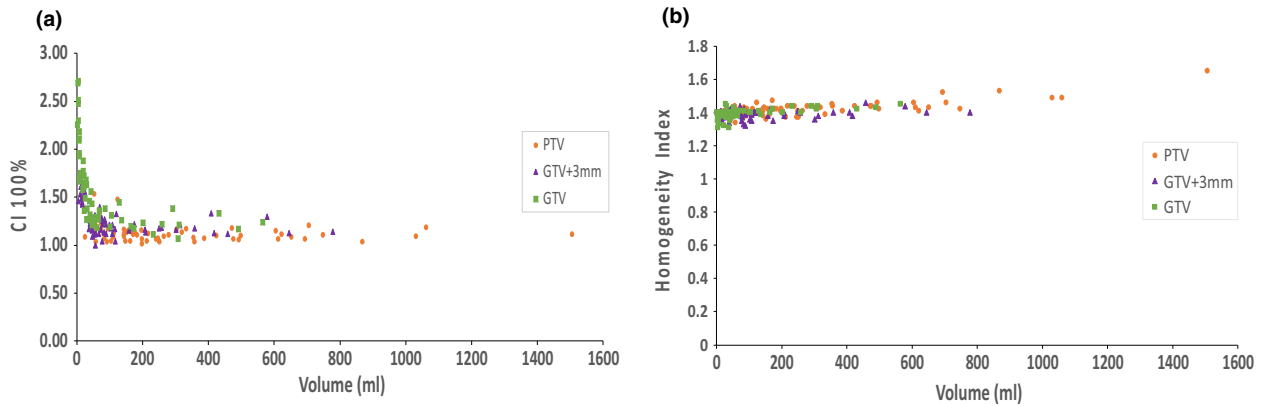 (a)
3.00
2.50
2.00
1.50
1.00
0.50
0.00
CI 100%
0 200 400 600 800 1000 1200 1400 1600
Volume (ml)
PTV
GTV+3mm
GTV
(b)
1.8
1.6
1.4
1.2
1
0.8
0.6
0.4
0.2
0
Homogeneity Index
0 200 400 600 800 1000 1200 1400 1600
Volume (ml)
PTV
GTV+3mm
GTV